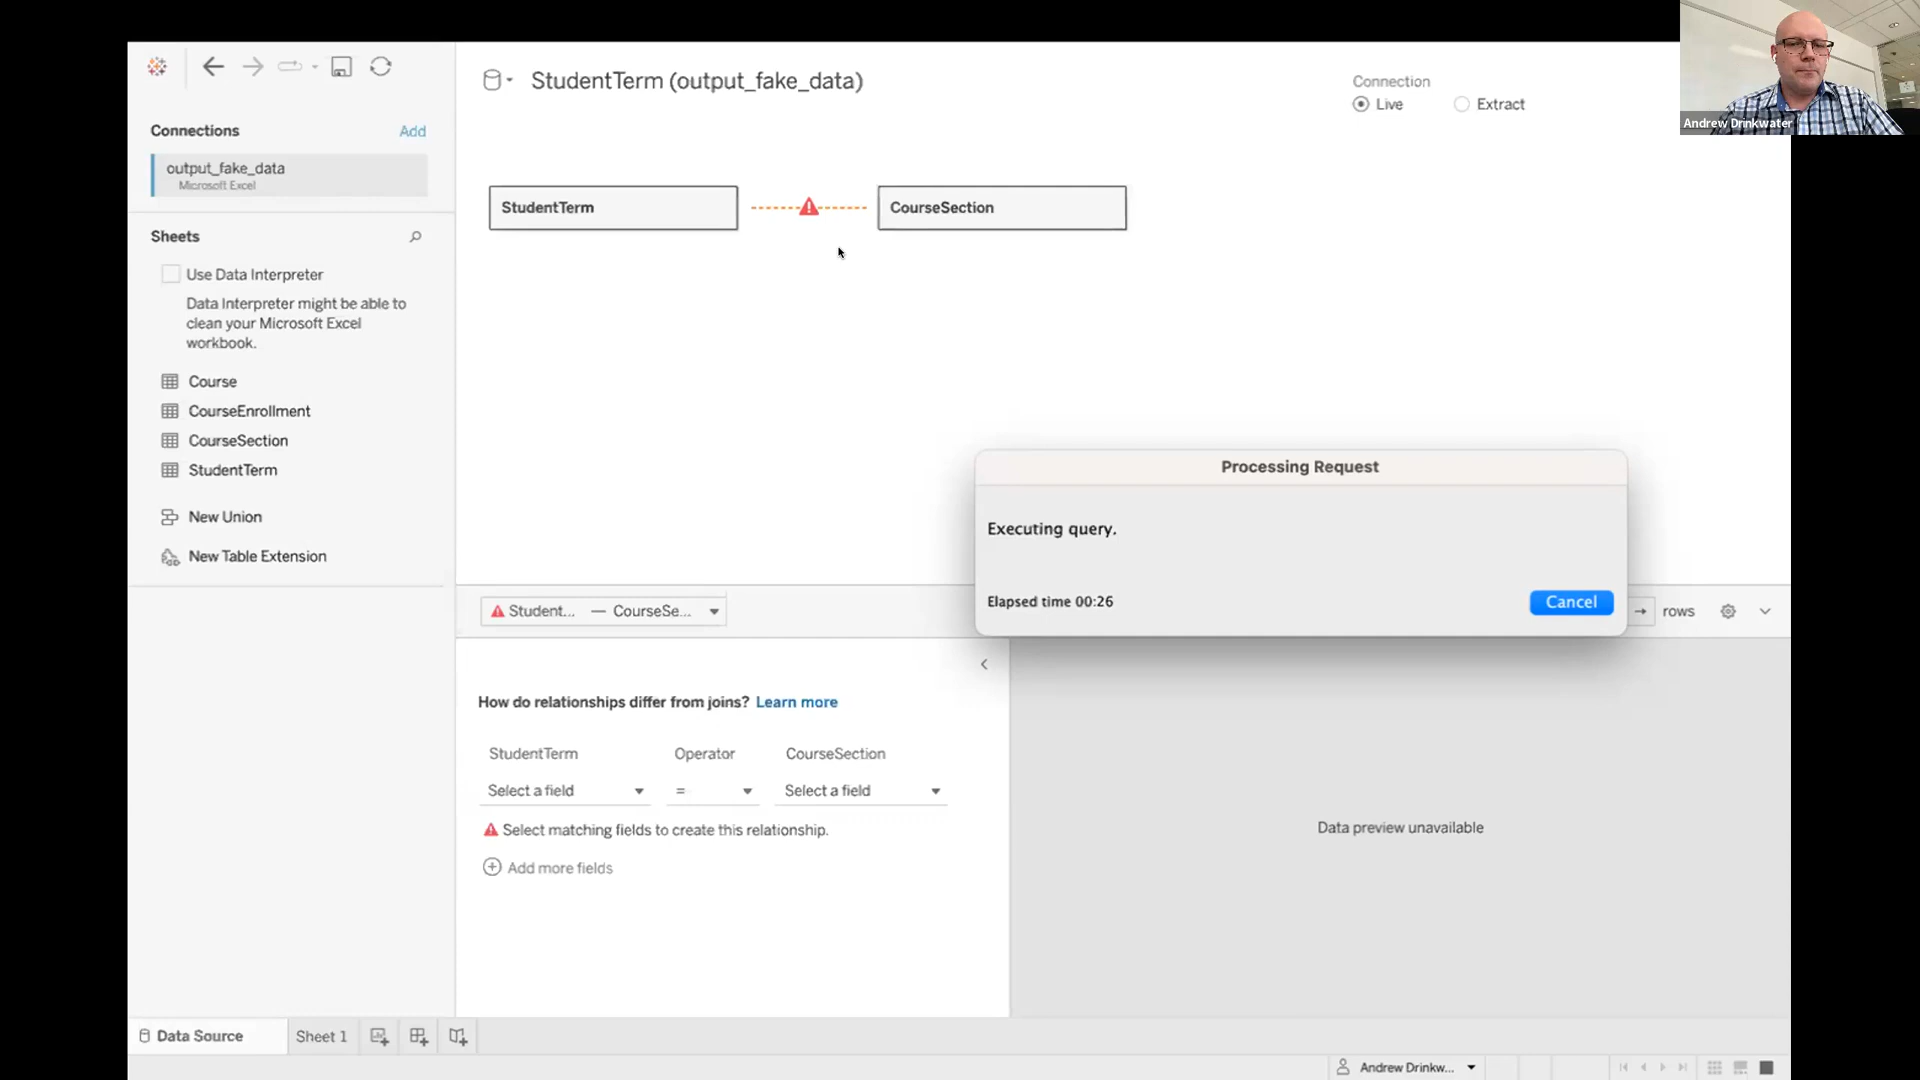 StudentTerm (output_fake_data)
Connection
Live
Extract
Andrew Drinkwater
Connections
Add
output_fake_data
Microsoft Excel
StudentTerm
CourseSection
Sheets
Use Data Interpreter
Data Interpreter might be able to
clean your Microsoft Excel
workbook.
Course
CourseEnrollment
CourseSection
StudentTerm
New Union
New Table Extension
Processing Request
Executing query.
Elapsed time 00:26
Cancel
Student... — CourseSe...
rows
How do relationships differ from joins? Learn more
StudentTerm Operator CourseSection
Select a field = Select a field
Select matching fields to create this relationship.
Add more fields
Data preview unavailable
Data Source
Sheet 1
Andrew Drinkw...